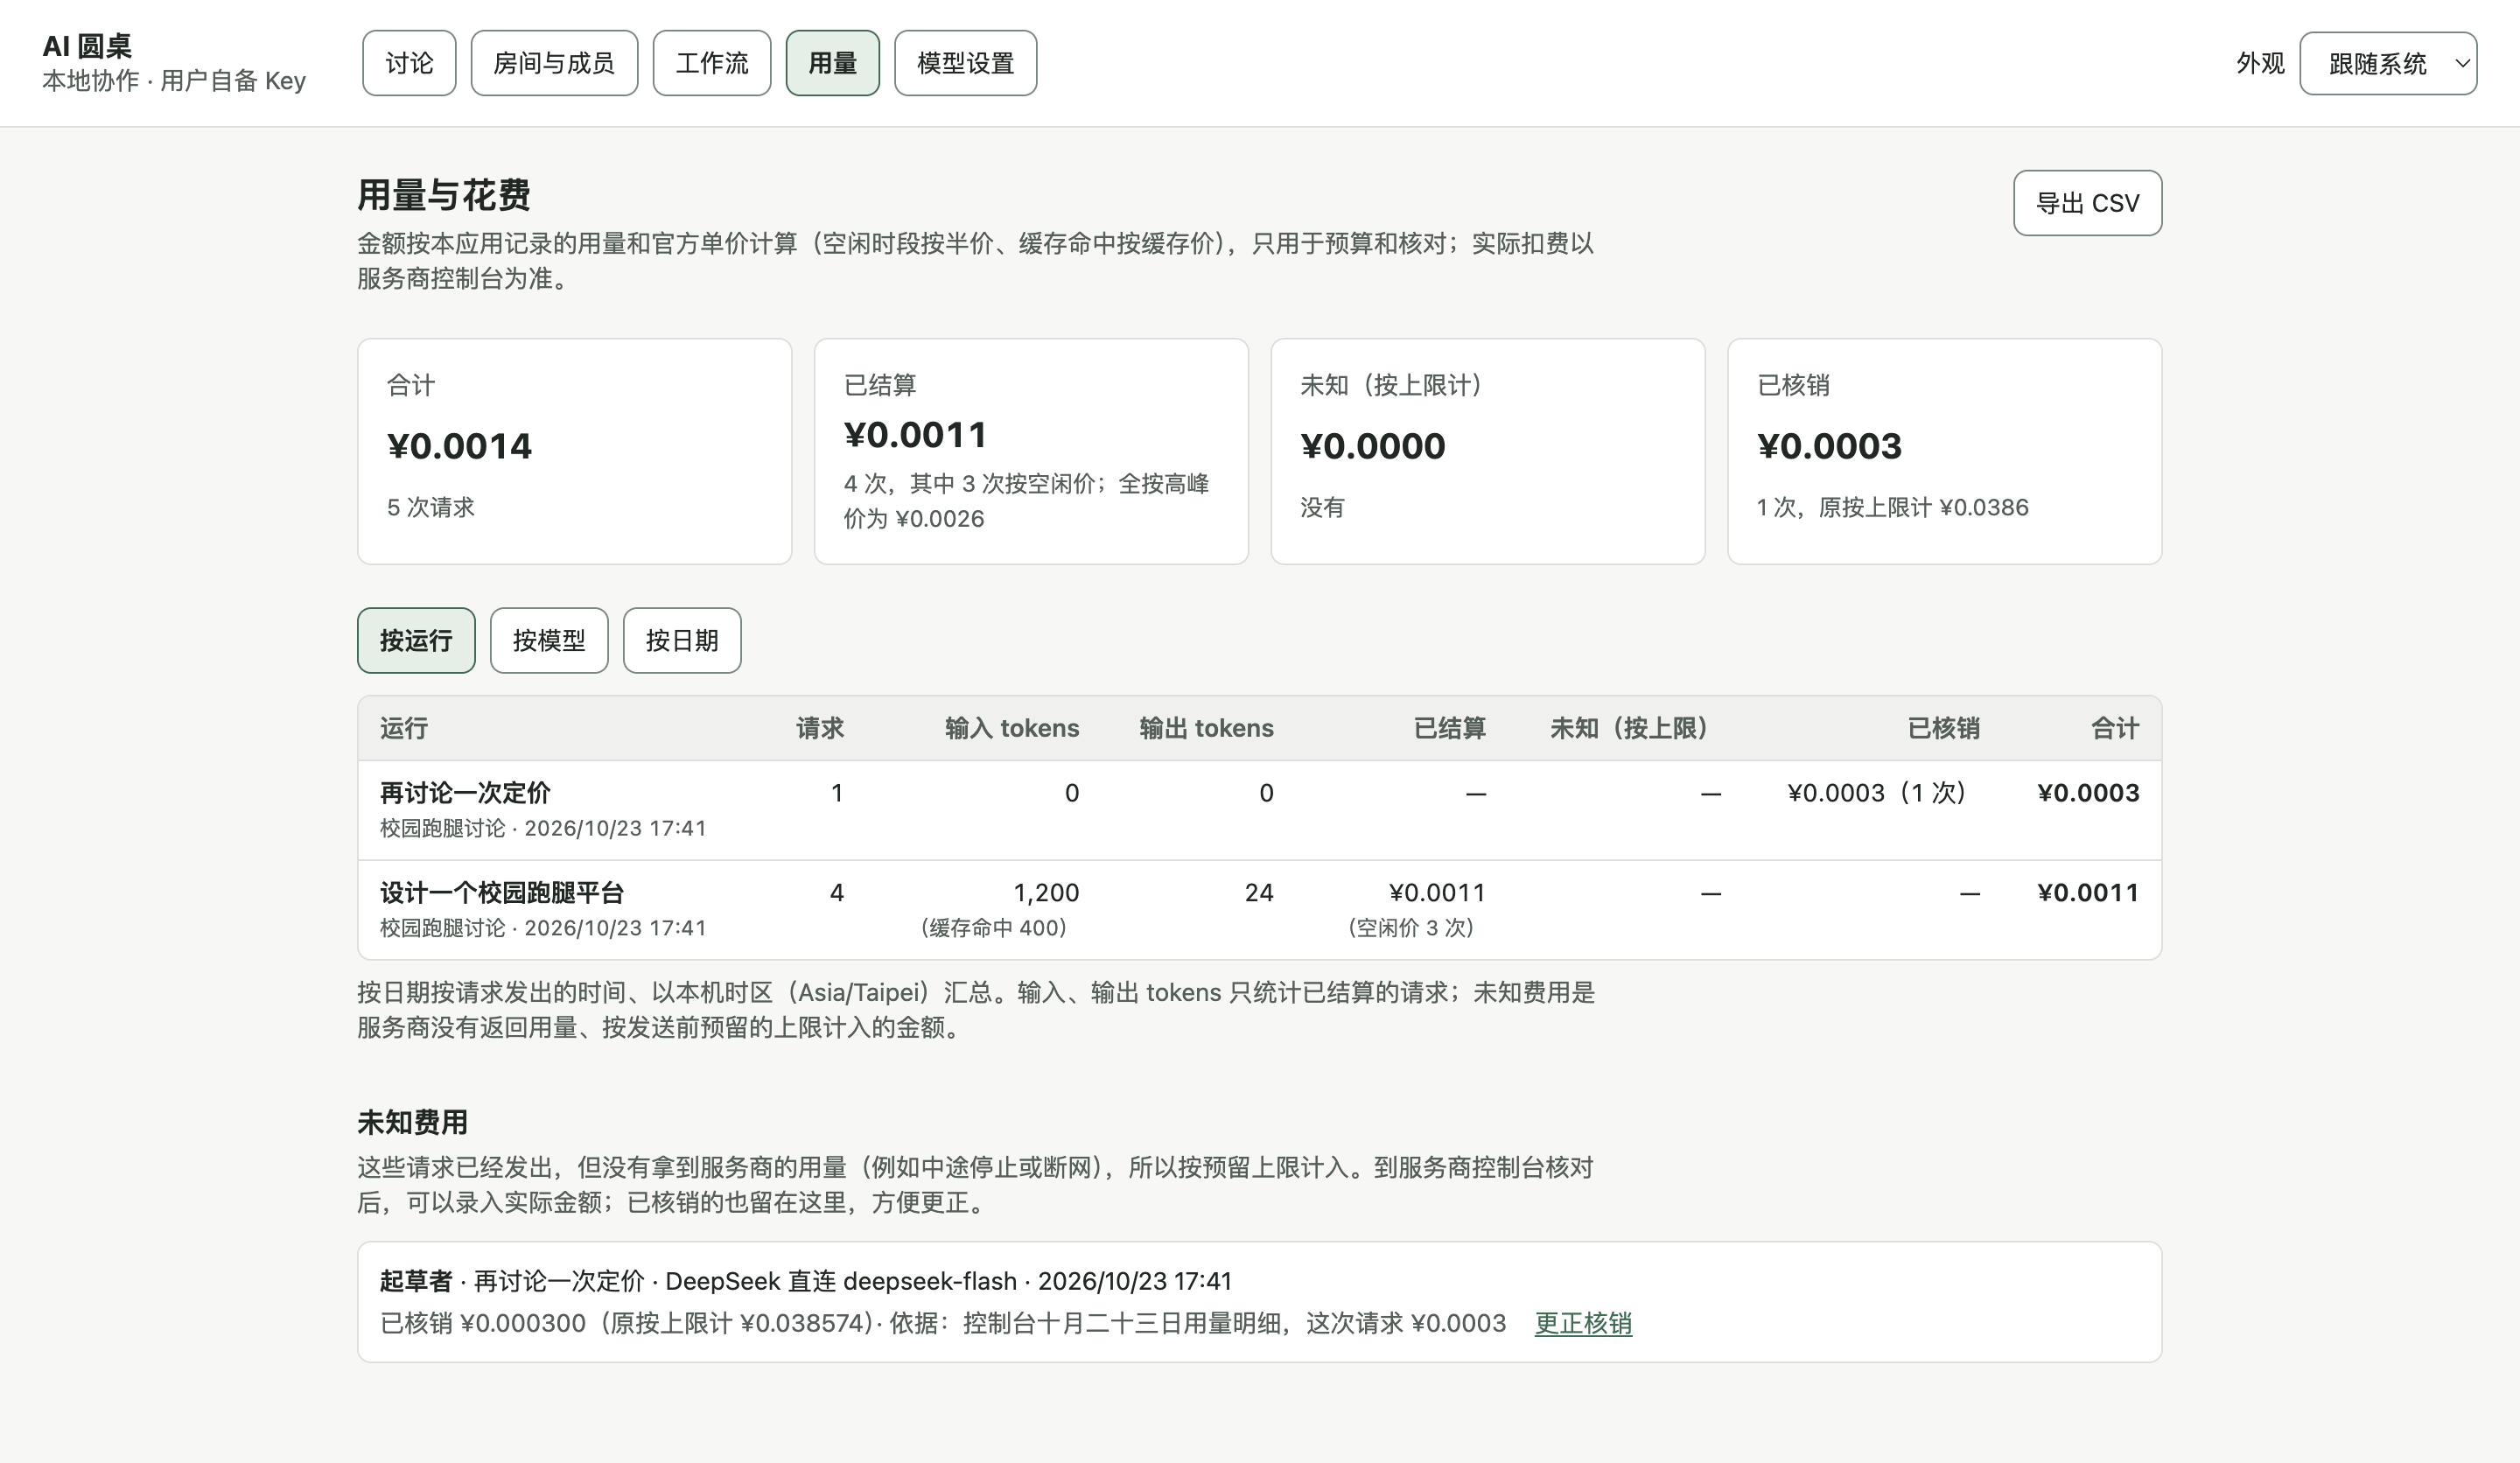 AI 圆桌
本地协作 · 用户自备 Key
讨论
房间与成员
工作流
用量
模型设置
外观
跟随系统
用量与花费
导出 CSV
金额按本应用记录的用量和官方单价计算（空闲时段按半价、缓存命中按缓存价），只用于预算和核对；实际扣费以
服务商控制台为准。
合计
¥0.0014
5 次请求
已结算
¥0.0011
4 次，其中 3 次按空闲价；全按高峰
价为 ¥0.0026
未知（按上限计）
¥0.0000
没有
已核销
¥0.0003
1 次，原按上限计 ¥0.0386
按运行
按模型
按日期
运行 请求 输入 tokens 输出 tokens 已结算 未知（按上限） 已核销 合计
再讨论一次定价 1 0 0 — — ¥0.0003（1 次） ¥0.0003
校园跑腿讨论 · 2026/10/23 17:41
设计一个校园跑腿平台 4 1,200 24 ¥0.0011 — — ¥0.0011
校园跑腿讨论 · 2026/10/23 17:41 （缓存命中 400） （空闲价 3 次）
按日期按请求发出的时间、以本机时区（Asia/Taipei）汇总。输入、输出 tokens 只统计已结算的请求；未知费用是
服务商没有返回用量、按发送前预留的上限计入的金额。
未知费用
这些请求已经发出，但没有拿到服务商的用量（例如中途停止或断网），所以按预留上限计入。到服务商控制台核对
后，可以录入实际金额；已核销的也留在这里，方便更正。
起草者 · 再讨论一次定价 · DeepSeek 直连 deepseek-flash · 2026/10/23 17:41
已核销 ¥0.000300（原按上限计 ¥0.038574）· 依据：控制台十月二十三日用量明细，这次请求 ¥0.0003 更正核销